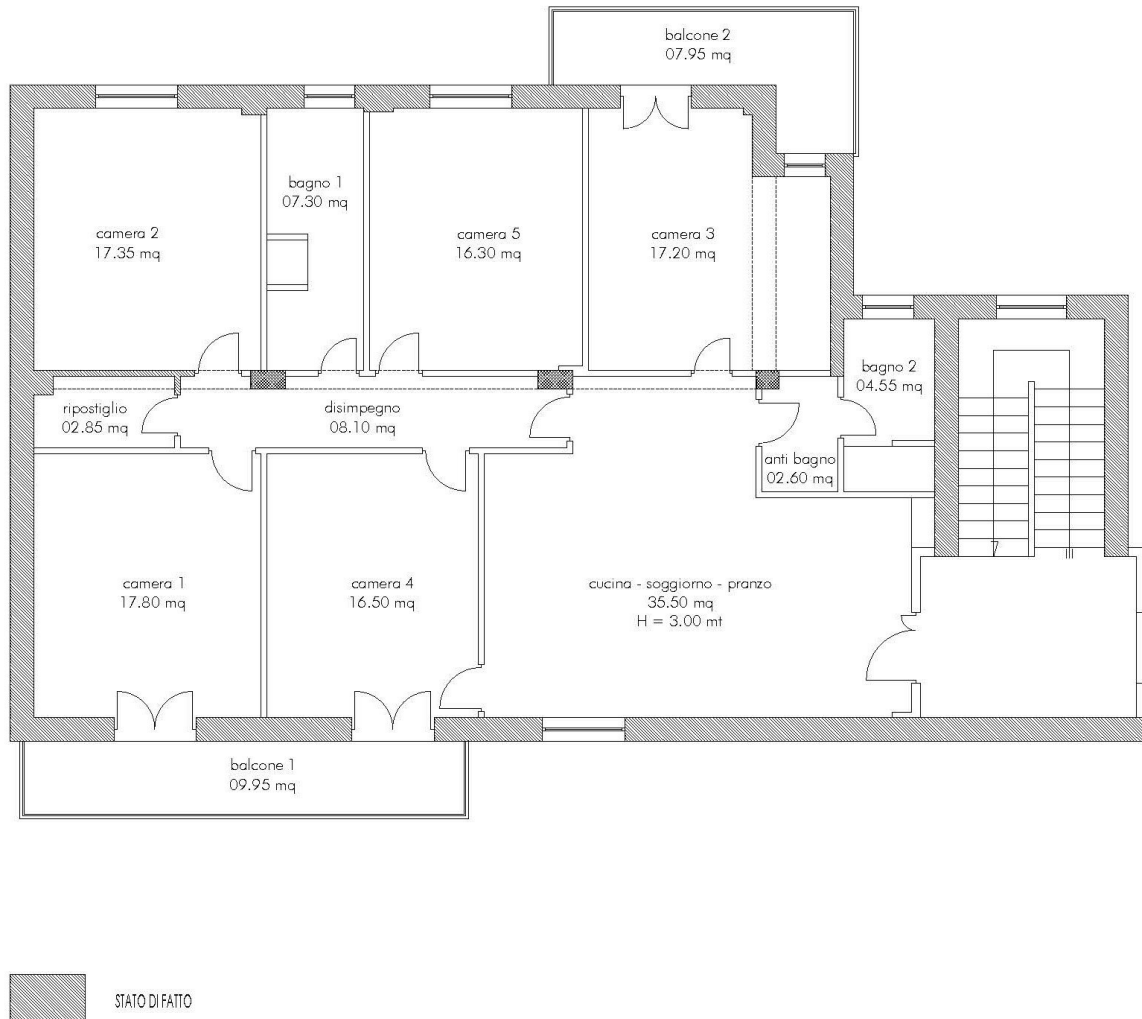 balcone 2
07.95 mq
bagno 1
07.30 mq
camera 2
17.35 mq
camera 5
16.30 mq
camera 3
17.20 mq
bagno 2
04.55 mq
ripostiglio
02.85 mq
disimpegno
08.10 mq
anti bagno
02.60 mq
camera 1
17.80 mq
camera 4
16.50 mq
cucina - soggiorno - pranzo
35.50 mq
H = 3.00 mt
balcone 1
09.95 mq
STATO DI FATTO